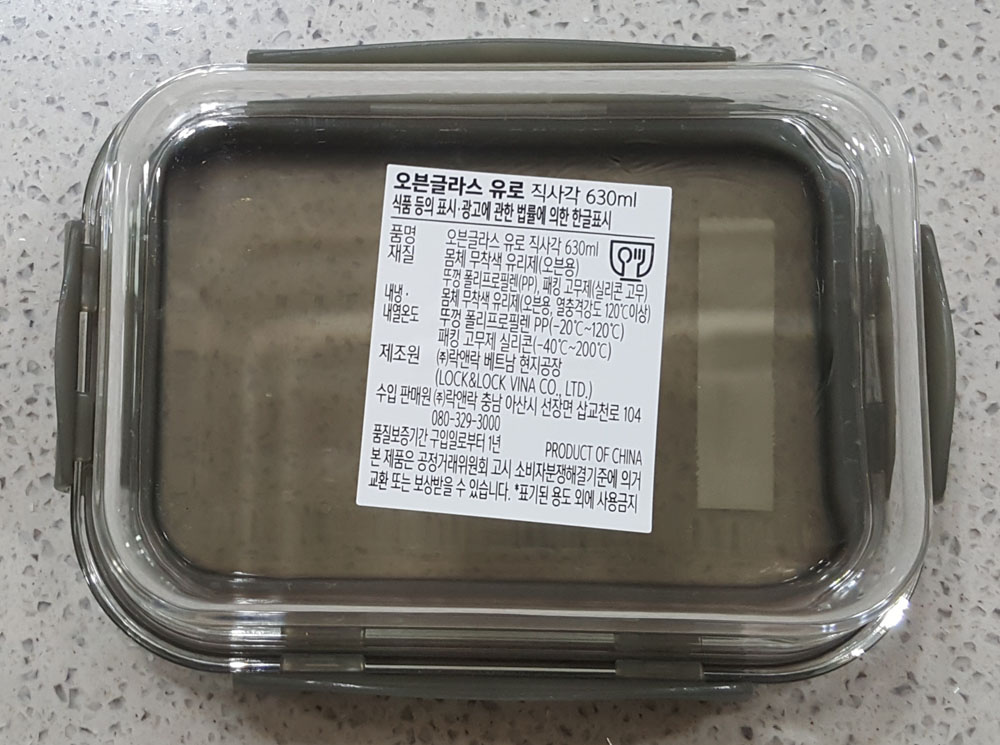 오븐글라스 유로 직사각 630ml
식품 등의 표시·광고에 관한 법률에 의한 한글표시
품명 오븐글라스 유로 직사각 630ml
재질 몸체 무착색 유리제(오븐용)
뚜껑 폴리프로필렌(PP), 패킹 고무제(실리콘 고무)
내냉· 몸체 무착색 유리제(오븐용, 열충격강도 120℃이상)
내열온도 뚜껑 폴리프로필렌 PP(-20℃~120℃)
패킹 고무제 실리콘(-40℃~200℃)
제조원 ㈜락앤락 베트남 현지공장
(LOCK&LOCK VINA CO., LTD.)
수입 판매원 ㈜락앤락 충남 아산시 선장면 삽교천로 104
080-329-3000
품질보증기간 구입일로부터 1년 PRODUCT OF CHINA
본 제품은 공정거래위원회 고시 소비자분쟁해결기준에 의거
교환 또는 보상받을 수 있습니다. *표기된 용도 외에 사용금지